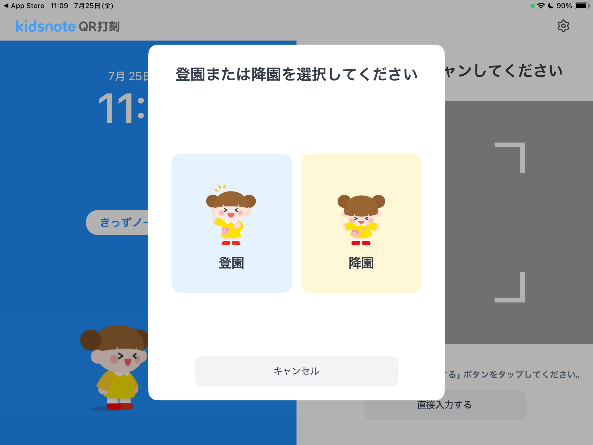 App Store 11:09 7月25日(金)
90%
kidsnote QR打刻
7月 25日
11:
きっずノー
ャンしてください
登園または降園を選択してください
登園
降園
キャンセル
する」ボタンをタップしてください。
直接入力する